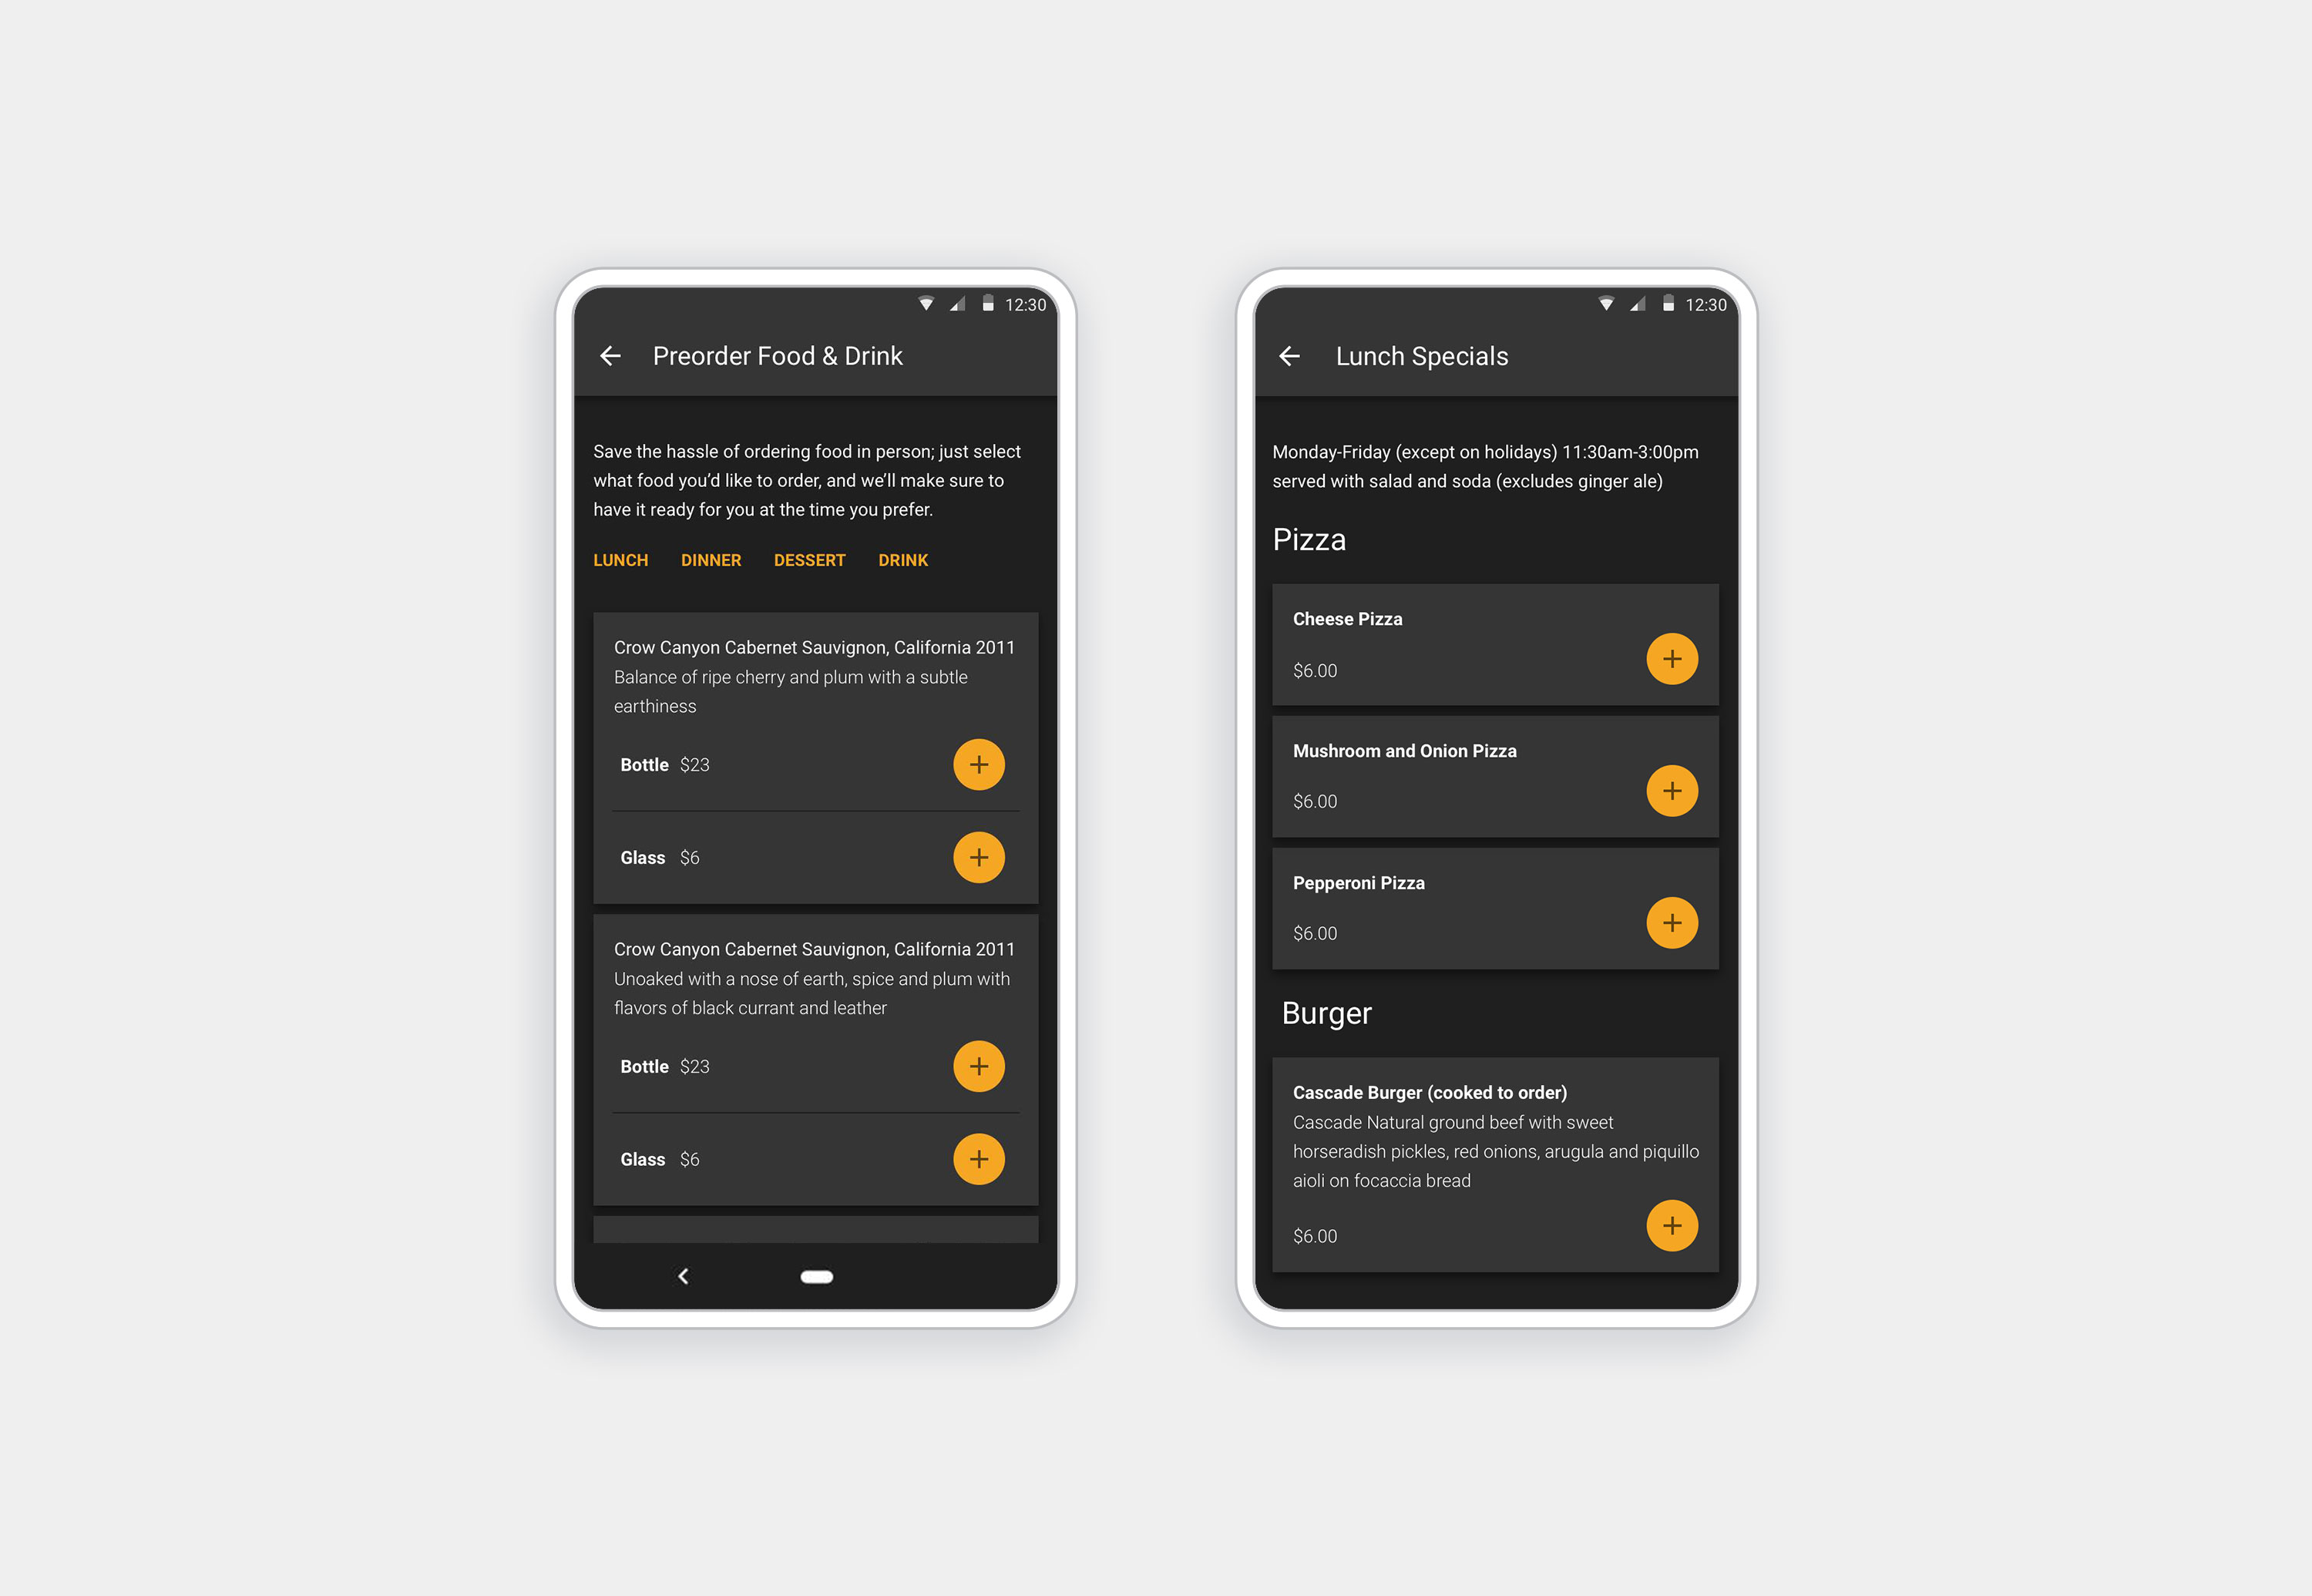 12:30
Preorder Food & Drink
Save the hassle of ordering food in person; just select
what food you’d like to order, and we’ll make sure to
have it ready for you at the time you prefer.
LUNCH DINNER DESSERT DRINK
Crow Canyon Cabernet Sauvignon, California 2011
Balance of ripe cherry and plum with a subtle
earthiness
Bottle $23
Glass $6
Crow Canyon Cabernet Sauvignon, California 2011
Unoaked with a nose of earth, spice and plum with
flavors of black currant and leather
Bottle $23
Glass $6
12:30
Lunch Specials
Monday-Friday (except on holidays) 11:30am-3:00pm
served with salad and soda (excludes ginger ale)
Pizza
Cheese Pizza
$6.00
Mushroom and Onion Pizza
$6.00
Pepperoni Pizza
$6.00
Burger
Cascade Burger (cooked to order)
Cascade Natural ground beef with sweet
horseradish pickles, red onions, arugula and piquillo
aioli on focaccia bread
$6.00